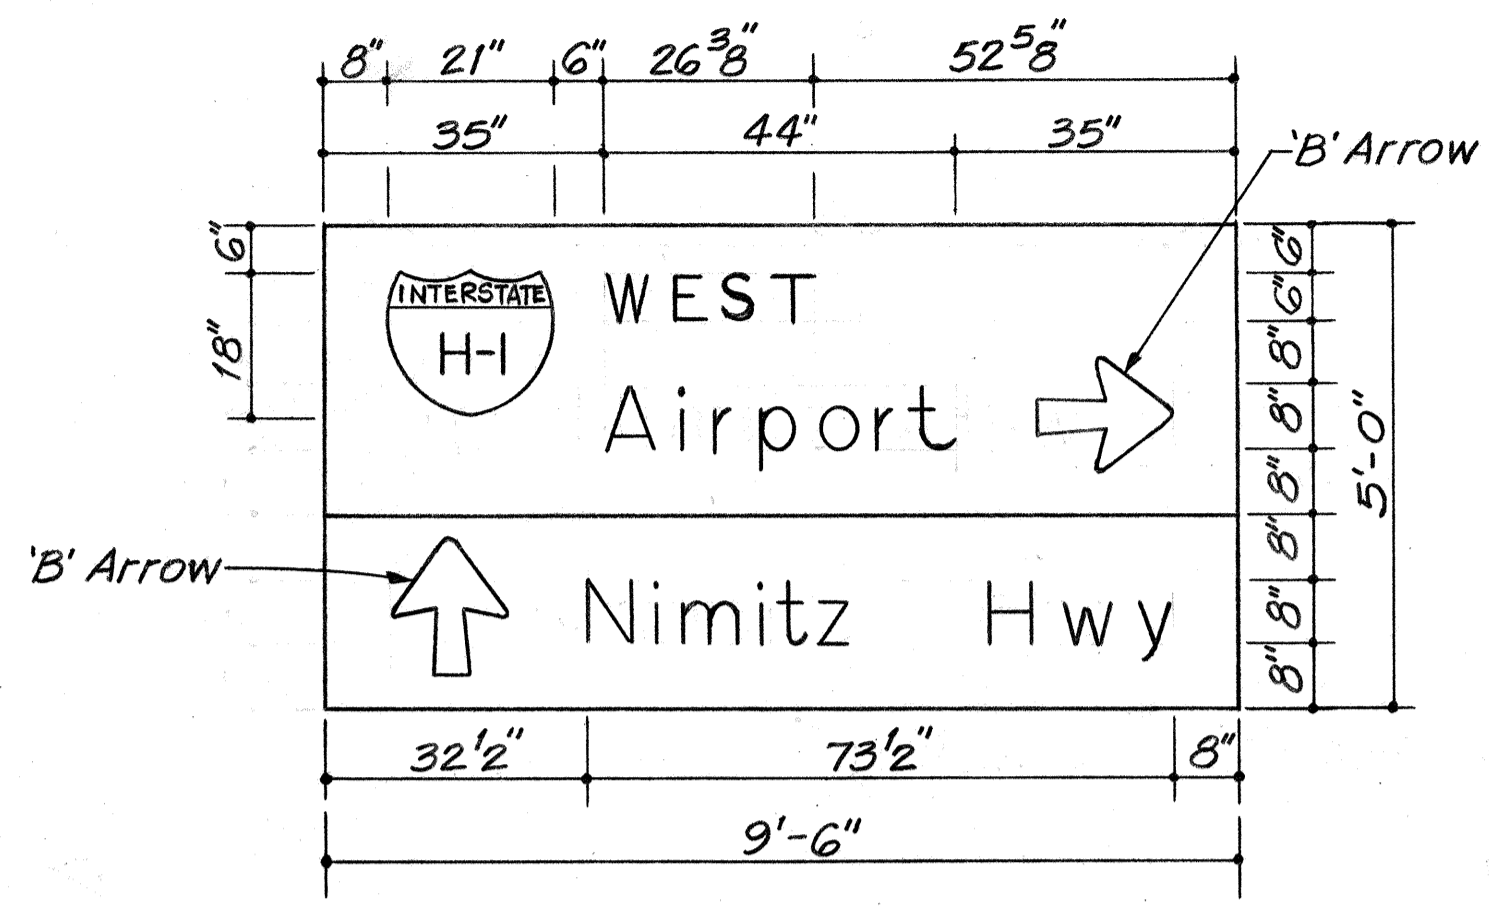 8" 21" 6" 26 3/8" 52 5/8"
35" 44" 35"
'B' Arrow
6"
18"
INTERSTATE
H-1
WEST
Airport
6"
6"
8"
8"
8"
8"
8"
8"
5'-0"
'B' Arrow
Nimitz Hwy
32 1/2" 73 1/2" 8"
9'-6"